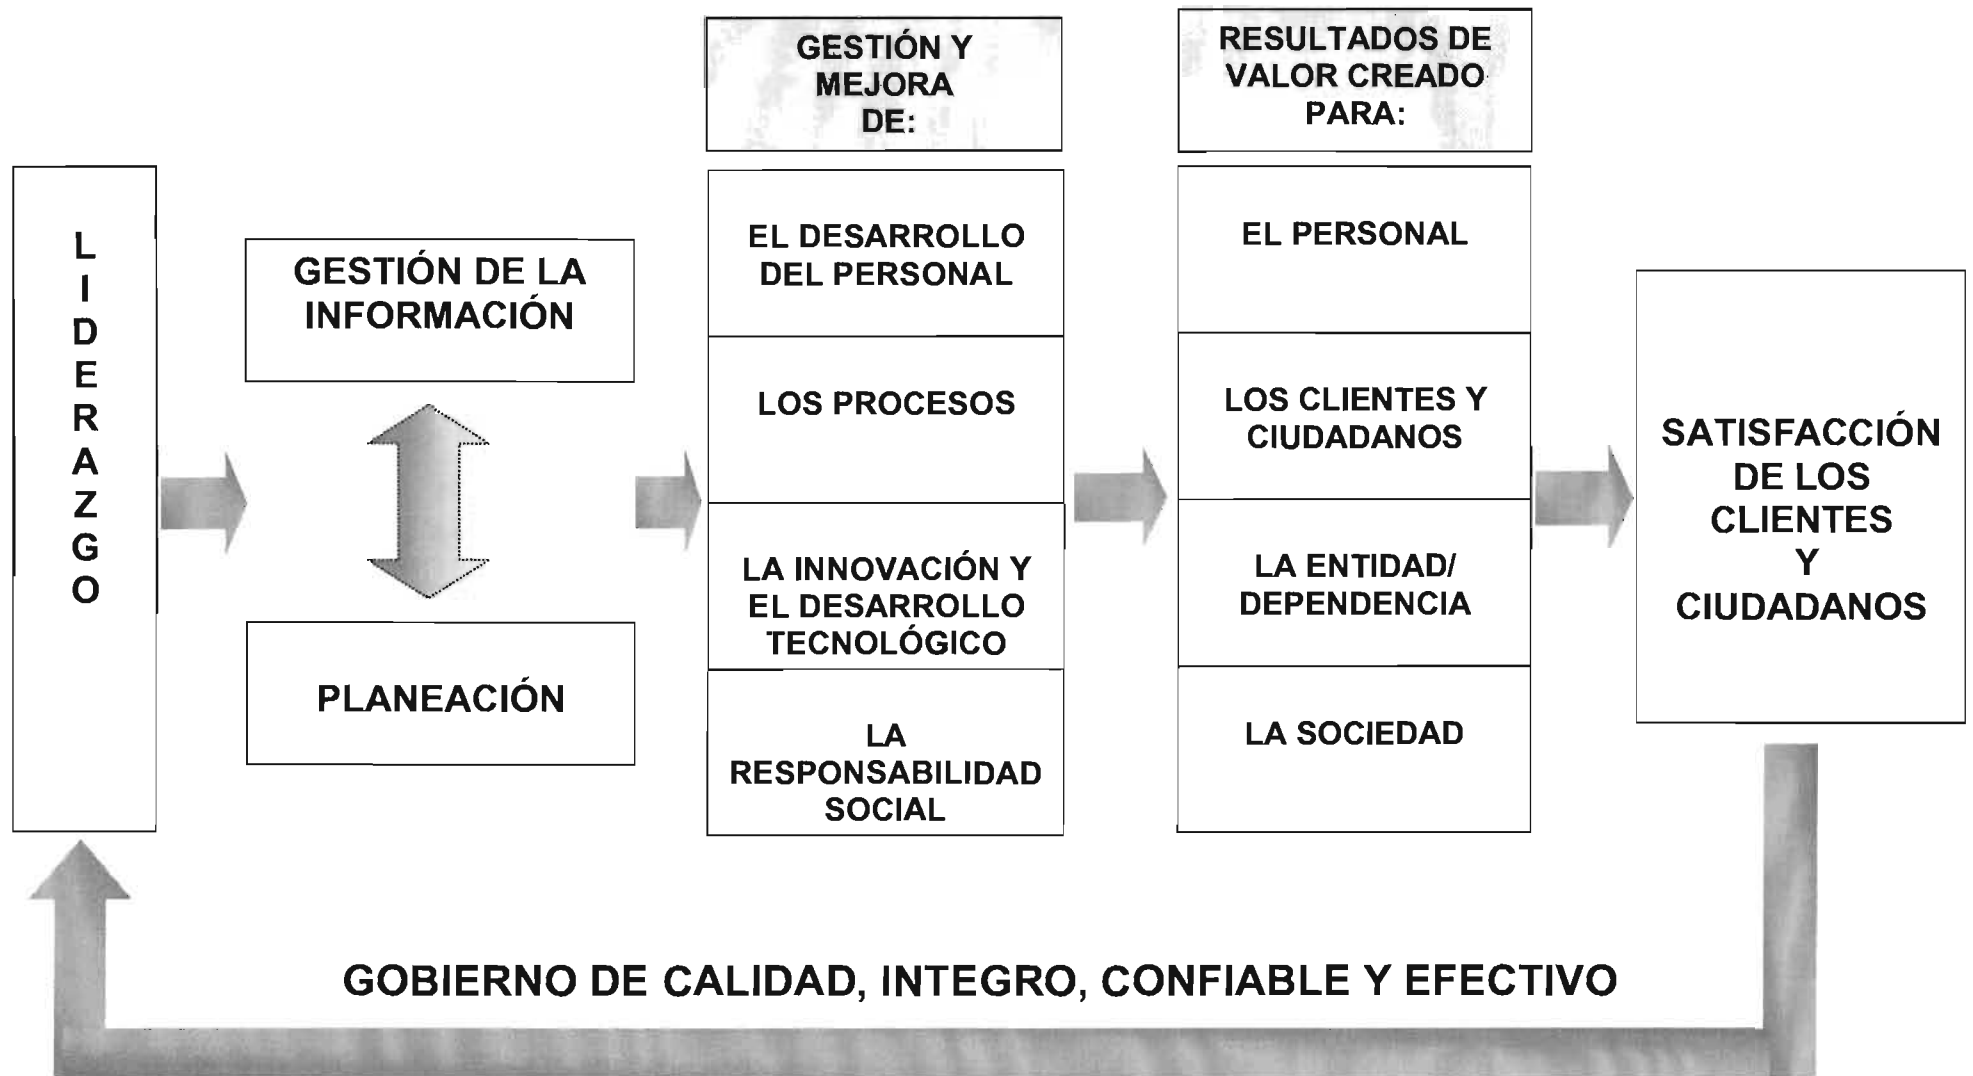 GESTIÓN Y
MEJORA
DE:
RESULTADOS DE
VALOR CREADO
PARA:
LIDERAZGO
GESTIÓN DE LA
INFORMACIÓN
PLANEACIÓN
EL DESARROLLO
DEL PERSONAL
LOS PROCESOS
LA INNOVACIÓN Y
EL DESARROLLO
TECNOLÓGICO
LA
RESPONSABILIDAD
SOCIAL
EL PERSONAL
LOS CLIENTES Y
CIUDADANOS
LA ENTIDAD/
DEPENDENCIA
LA SOCIEDAD
SATISFACCIÓN
DE LOS
CLIENTES
Y
CIUDADANOS
GOBIERNO DE CALIDAD, INTEGRO, CONFIABLE Y EFECTIVO